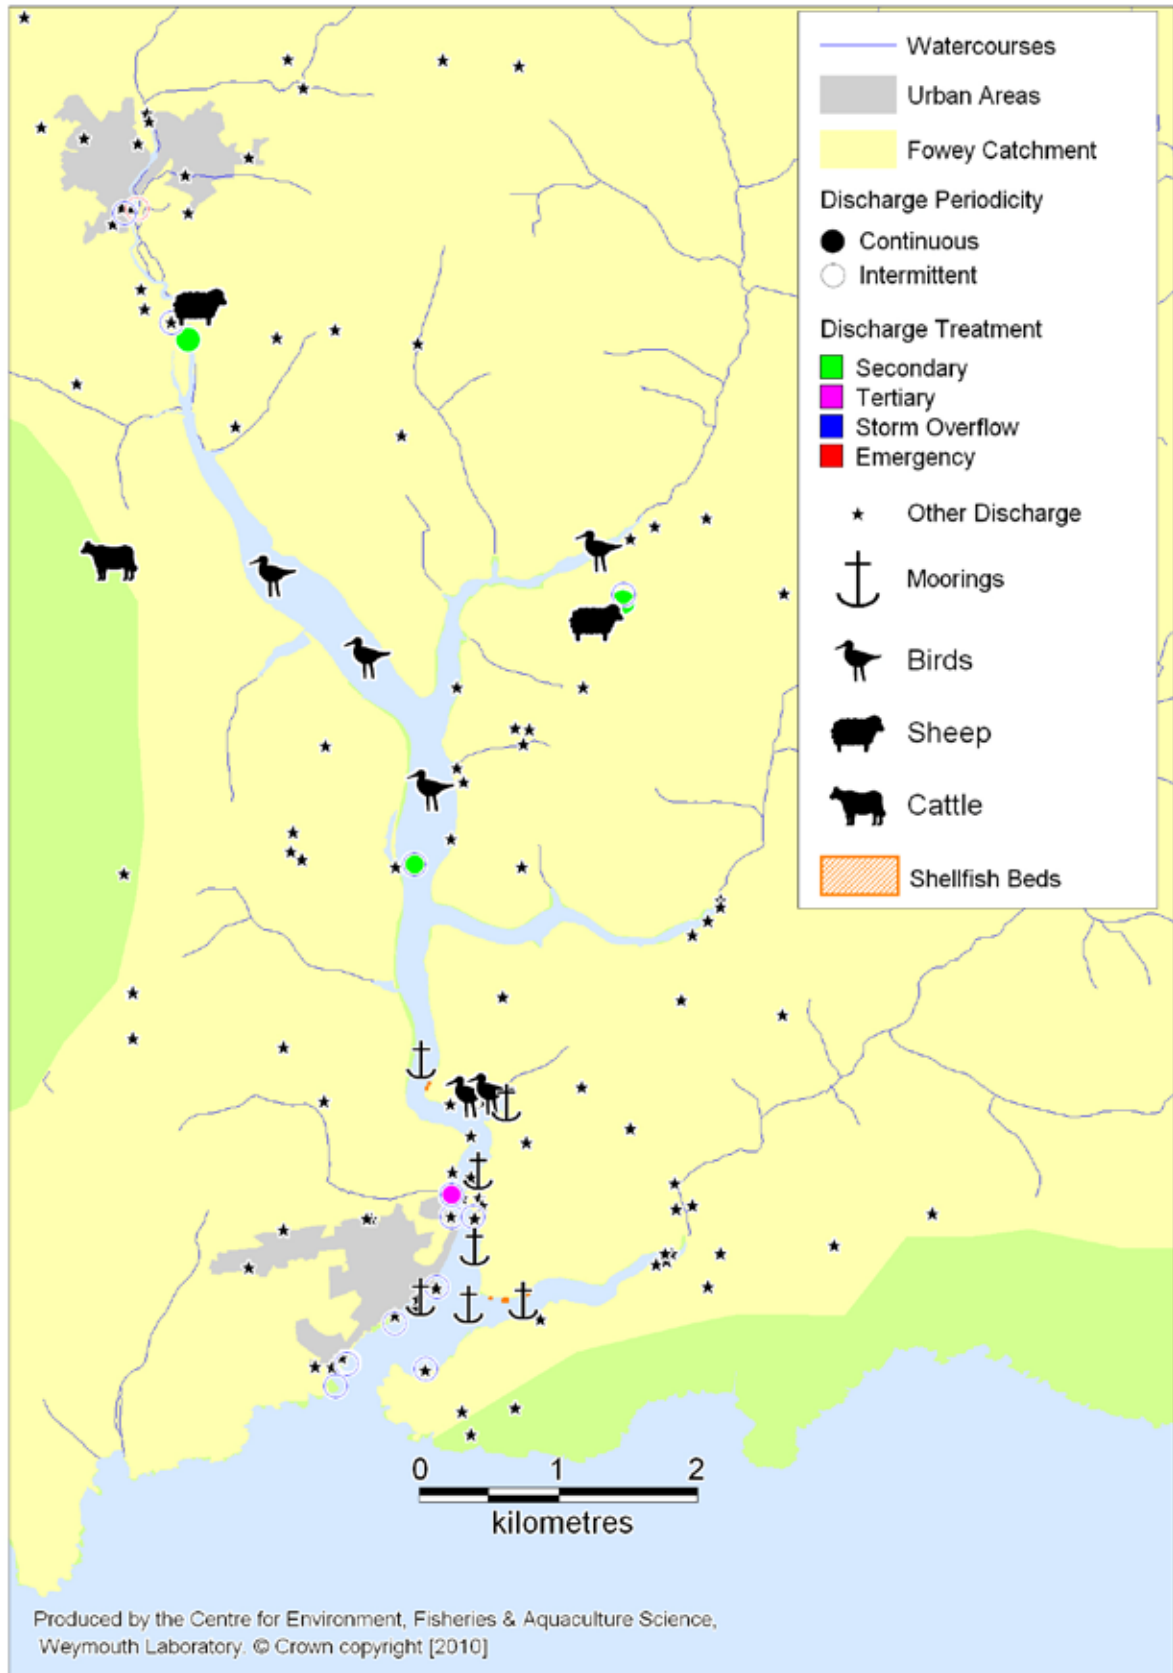 Watercourses
Urban Areas
Fowey Catchment
Discharge Periodicity
Continuous
Intermittent
Discharge Treatment
Secondary
Tertiary
Storm Overflow
Emergency
Other Discharge
Moorings
Birds
Sheep
Cattle
Shellfish Beds
0 1 2
kilometres
Produced by the Centre for Environment, Fisheries & Aquaculture Science,
Weymouth Laboratory. © Crown copyright [2010]